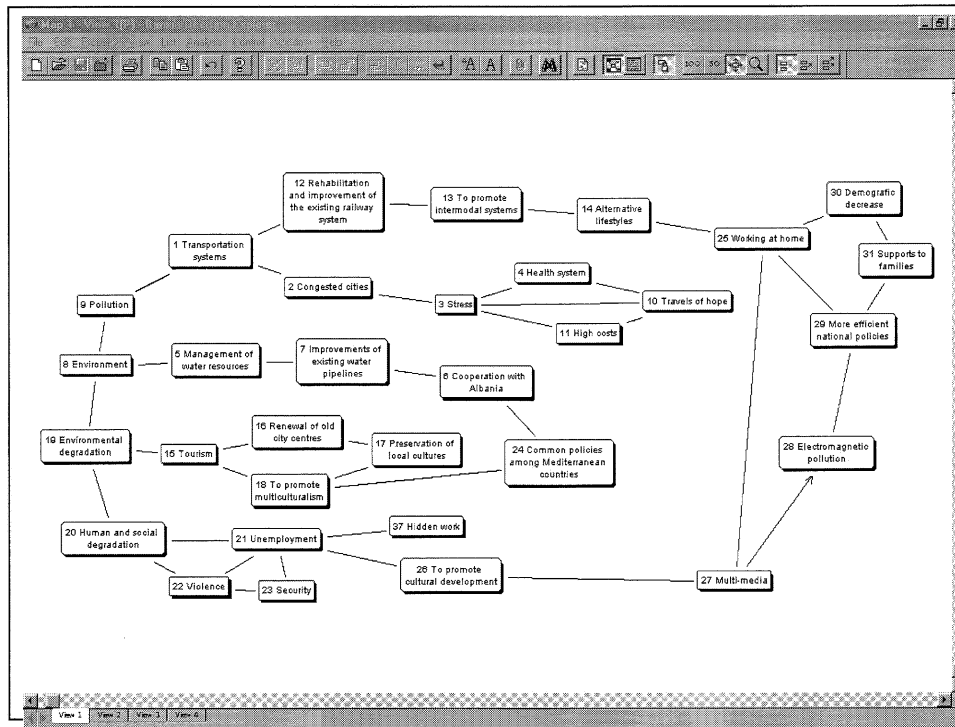 12 Rehabilitation
and improvement of
the existing railway
system
13 To promote
intermodal systems
14 Alternative
lifestyles
30 Demografic
decrease
25 Working at home
31 Supports to
families
1 Transportation
systems
4 Health system
2 Congested cities
3 Stress
10 Travels of hope
9 Pollution
11 High costs
29 More efficient
national policies
8 Environment
5 Management of
water resources
7 Improvements of
existing water
pipelines
6 Cooperation with
Albania
19 Environmental
degradation
15 Tourism
16 Renewal of old
city centres
17 Preservation of
local cultures
18 To promote
multiculturalism
24 Common policies
among Mediterranean
countries
28 Electromagnetic
pollution
20 Human and social
degradation
21 Unemployment
37 Hidden work
22 Violence
23 Security
26 To promote
cultural development
27 Multi-media
View 1 View 2 View 3 View 4